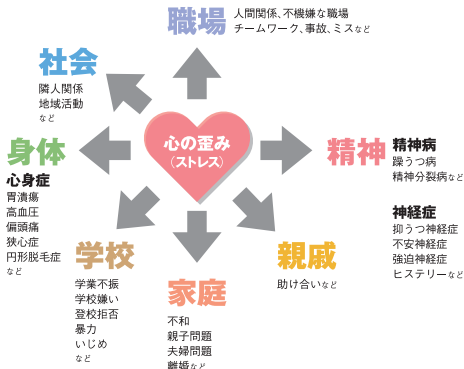 職場
人間関係、不機嫌な職場
チームワーク、事故、ミスなど
社会
隣人関係
地域活動
など
心の歪み
（ストレス）
身体
心身症
胃潰瘍
高血圧
偏頭痛
狭心症
円形脱毛症
など
精神
精神病
躁うつ病
精神分裂病など
神経症
抑うつ神経症
不安神経症
強迫神経症
ヒステリーなど
学校
学業不振
学校嫌い
登校拒否
暴力
いじめ
など
家庭
不和
親子問題
夫婦問題
離婚など
親戚
助け合いなど